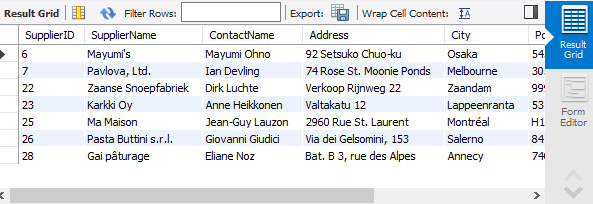 Result Grid Filter Rows: Export: Wrap Cell Content: IA
SupplierID SupplierName ContactName Address City
6 Mayumi's Mayumi Ohno 92 Setsuko Chuo-ku Osaka 54
7 Pavlova, Ltd. Ian Devling 74 Rose St. Moonie Ponds Melbourne
22 Zaanse Snoepfabriek Dirk Luchte Verkoop Rijnweg 22 Zaandam
23 Karkki Oy Anne Heikkonen Valtakatu 12 Lappeenranta 53
25 Ma Maison Jean-Guy Lauzon 2960 Rue St. Laurent Montréal H1
26 Pasta Buttini s.r.l. Giovanni Giudici Via dei Gelsomini, 153 Salerno 84
28 Gai pâturage Eliane Noz Bat. B 3, rue des Alpes Annecy
Result
Grid
Form
Editor